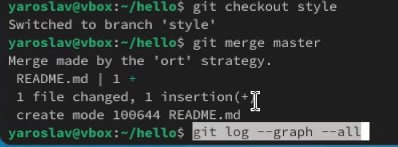 yaroslav@vbox:~/hello$ git checkout style
Switched to branch 'style'
yaroslav@vbox:~/hello$ git merge master
Merge made by the 'ort' strategy.
 README.md | 1 +
 1 file changed, 1 insertion(+)
 create mode 100644 README.md
yaroslav@vbox:~/hello$ git log --graph --all